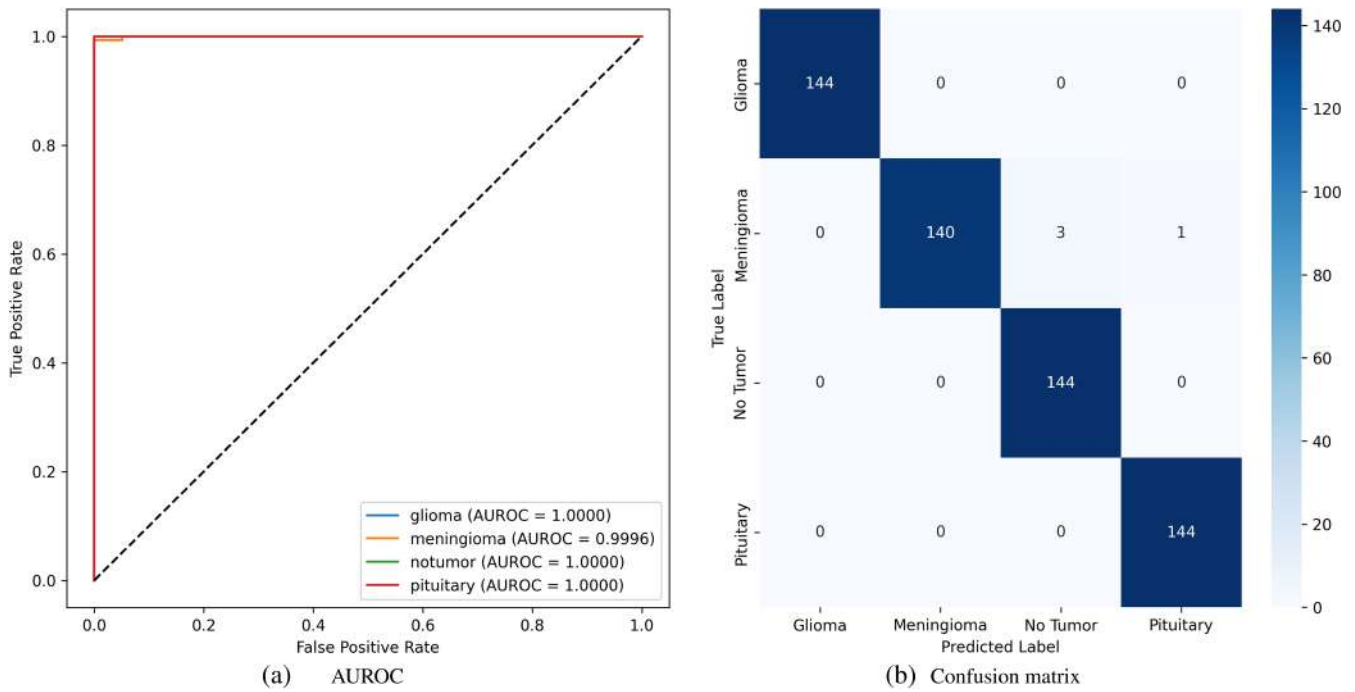 1.0
0.8
0.6
0.4
0.2
0.0
True Positive Rate
0.0 0.2 0.4 0.6 0.8 1.0
False Positive Rate
glioma (AUROC = 1.0000)
meningioma (AUROC = 0.9996)
notumor (AUROC = 1.0000)
pituitary (AUROC = 1.0000)
(a) AUROC
True Label
Glioma
144 0 0 0
Meningioma
0 140 3 1
No Tumor
0 0 144 0
Pituitary
0 0 0 144
Glioma Meningioma No Tumor Pituitary
Predicted Label
140
120
100
80
60
40
20
0
(b) Confusion matrix